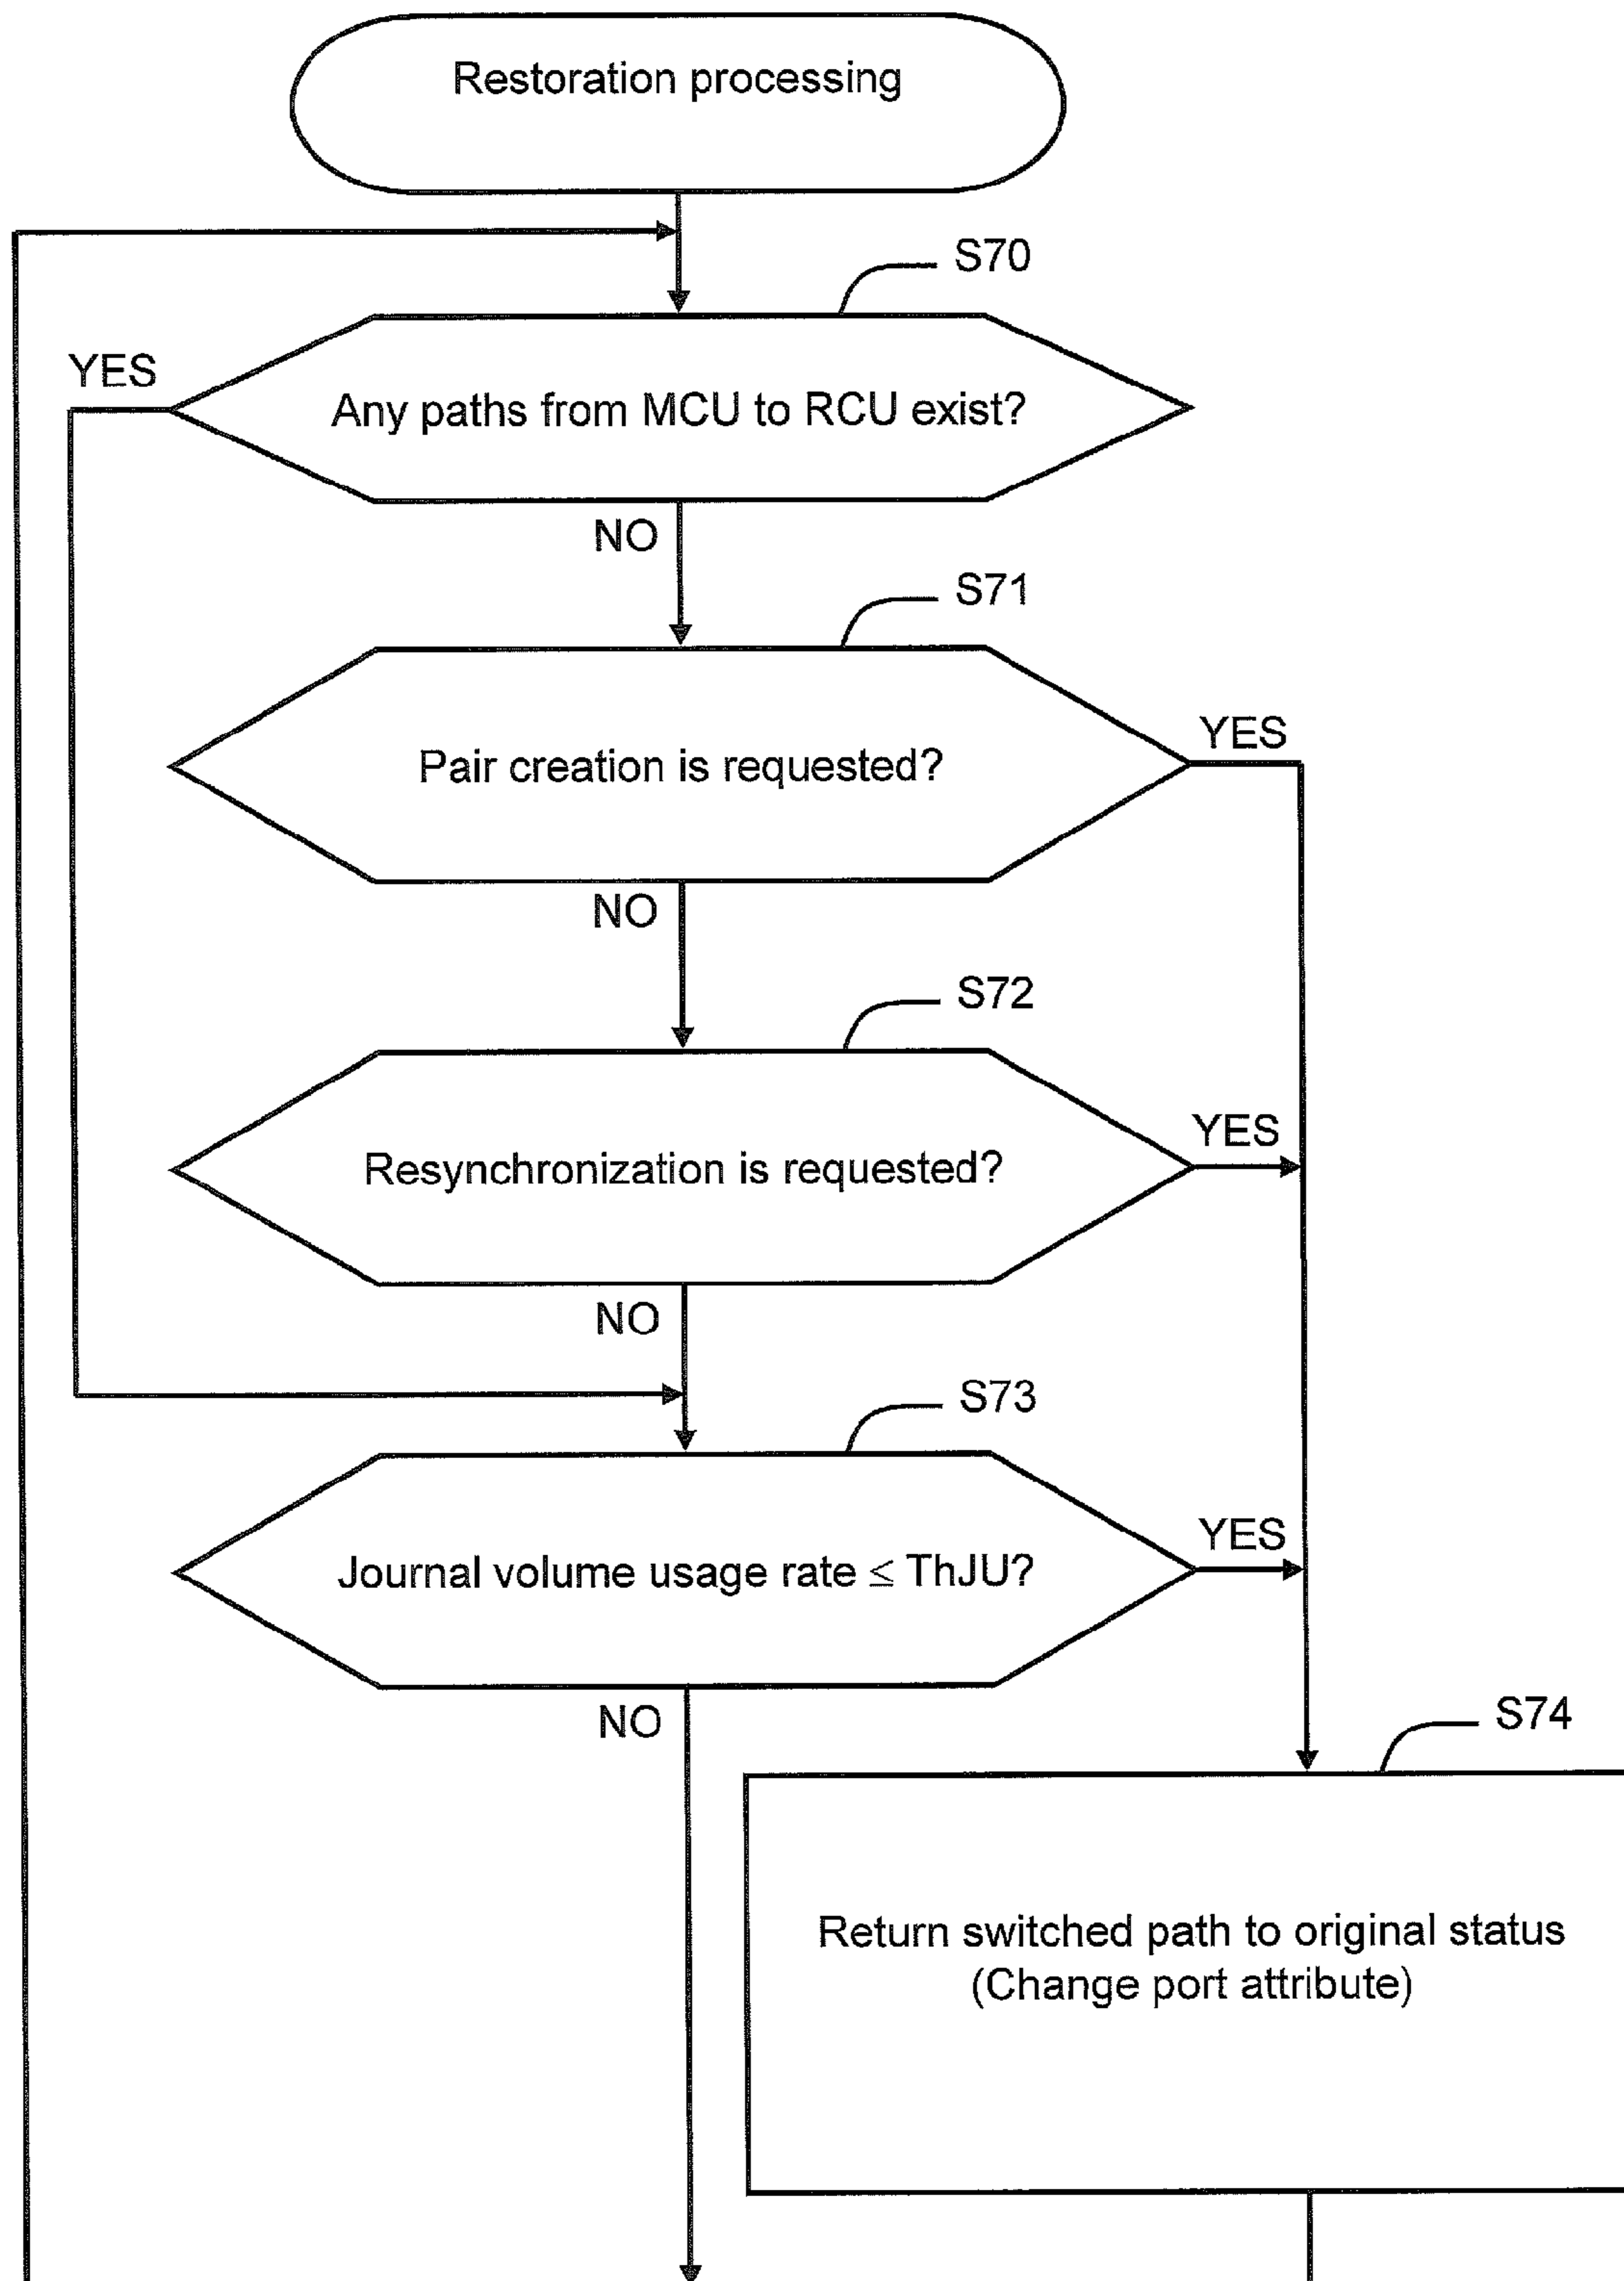 Restoration processing
S70
YES
Any paths from MCU to RCU exist?
NO
S71
YES
Pair creation is requested?
NO
S72
YES
Resynchronization is requested?
NO
S73
YES
Journal volume usage rate ≦ ThJU?
NO
S74
Return switched path to original status
(Change port attribute)